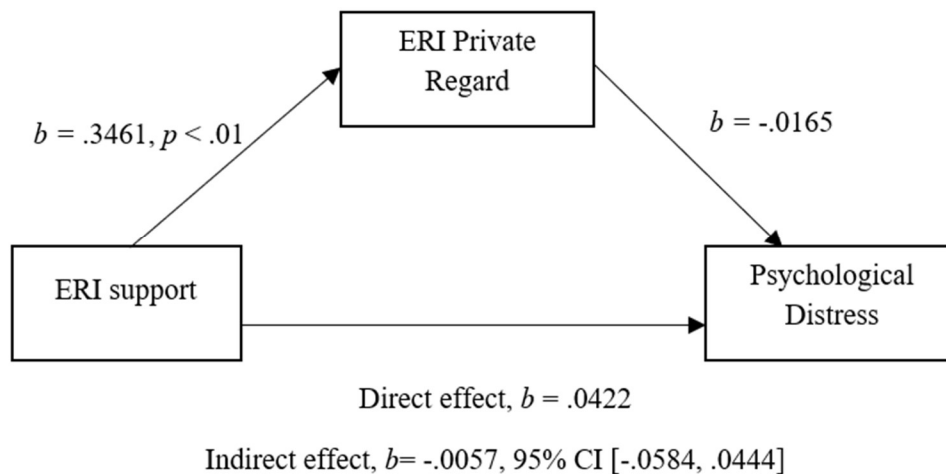 ERI Private
Regard
b = .3461, p < .01
b = -.0165
ERI support
Psychological
Distress
Direct effect, b = .0422
Indirect effect, b= -.0057, 95% CI [-.0584, .0444]